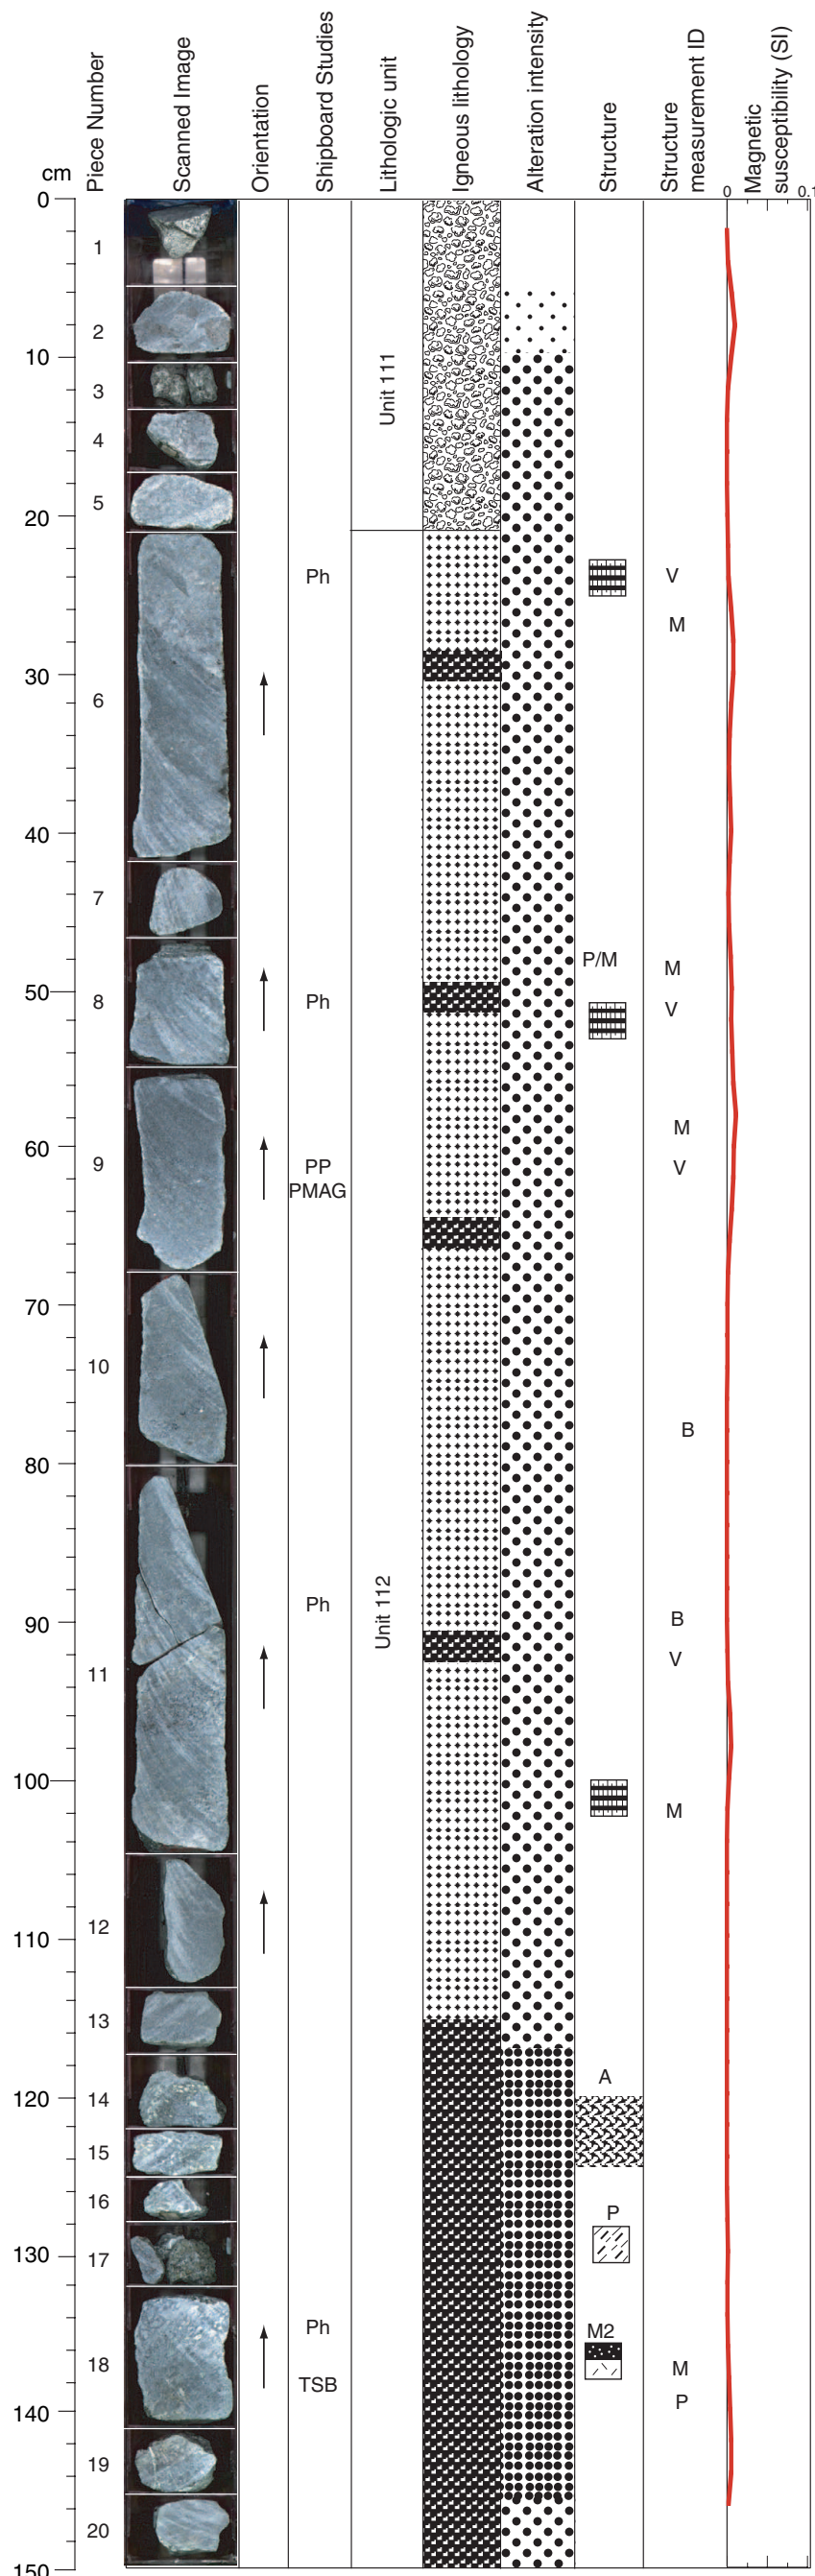 cm
Piece Number
Scanned Image
Orientation
Shipboard Studies
Lithologic unit
Igneous lithology
Alteration intensity
Structure
Structure
measurement ID
Magnetic
susceptibility (SI)
0 0.1
0
1
2
10
3
Unit 111
4
5
20
Ph
V
M
30
6
40
7
P/M
M
50
8
Ph
V
M
60
9
PP
V
PMAG
70
10
B
80
Ph
Unit 112
90
B
V
11
100
M
12
110
13
A
120
14
15
16
P
130
17
Ph
M2
18
M
TSB
P
140
19
20
150